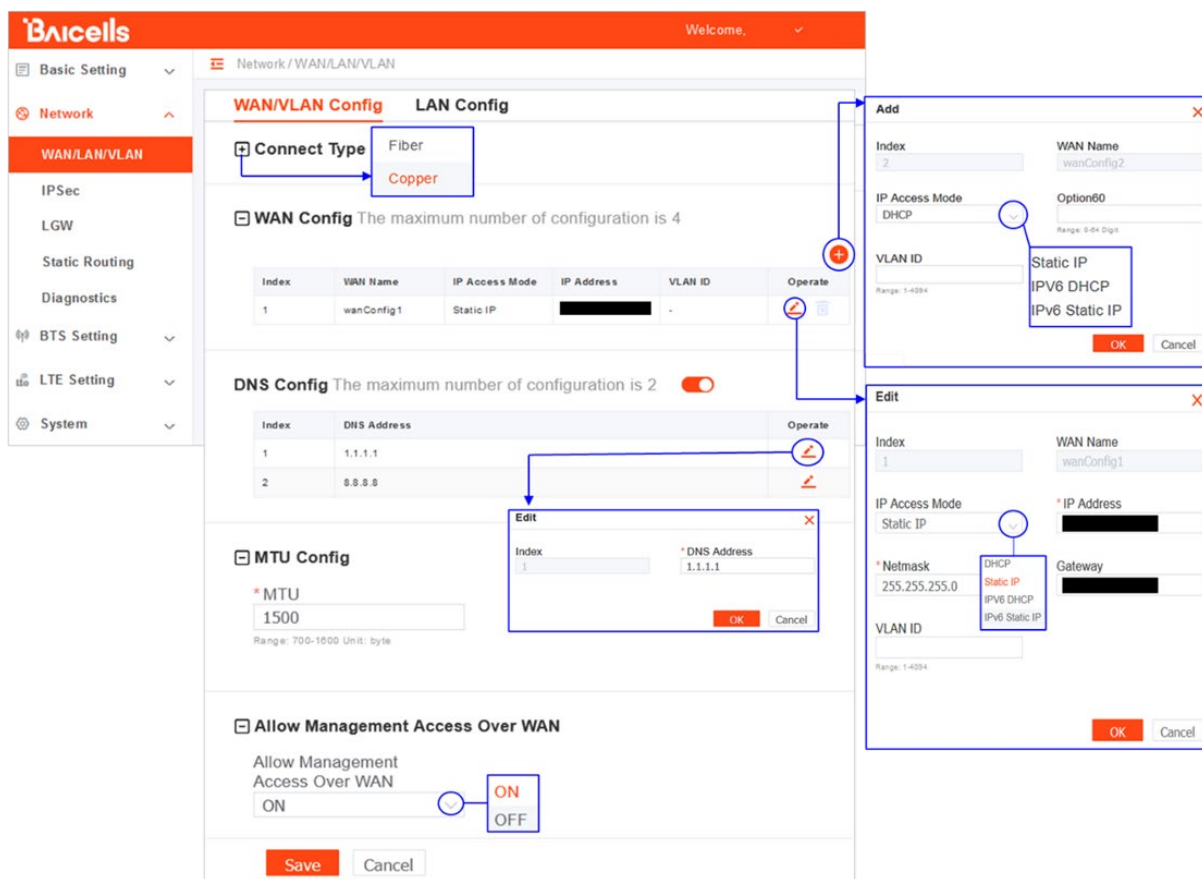 Baicells
Welcome,
Basic Setting
Network
WAN/LAN/VLAN
IPSec
LGW
Static Routing
Diagnostics
BTS Setting
LTE Setting
System
Network / WAN/LAN/VLAN
WAN/VLAN Config LAN Config
Connect Type
Fiber
Copper
WAN Config The maximum number of configuration is 4
Index WAN Name IP Access Mode IP Address VLAN ID Operate
1 wanConfig1 Static IP -
DNS Config The maximum number of configuration is 2
Index DNS Address Operate
1 1.1.1.1
2 8.8.8.8
Edit
Index * DNS Address
1 1.1.1.1
OK Cancel
MTU Config
* MTU
1500
Range: 700-1600 Unit: byte
Allow Management Access Over WAN
Allow Management
Access Over WAN
ON
ON
OFF
Save Cancel
Add
Index WAN Name
2 wanConfig2
IP Access Mode Option60
DHCP
Range: 0-64 Digit
VLAN ID
Range: 1-4094
Static IP
IPV6 DHCP
IPv6 Static IP
OK Cancel
Edit
Index WAN Name
1 wanConfig1
IP Access Mode * IP Address
Static IP
* Netmask Gateway
255.255.255.0
DHCP
Static IP
IPV6 DHCP
IPv6 Static IP
VLAN ID
Range: 1-4094
OK Cancel